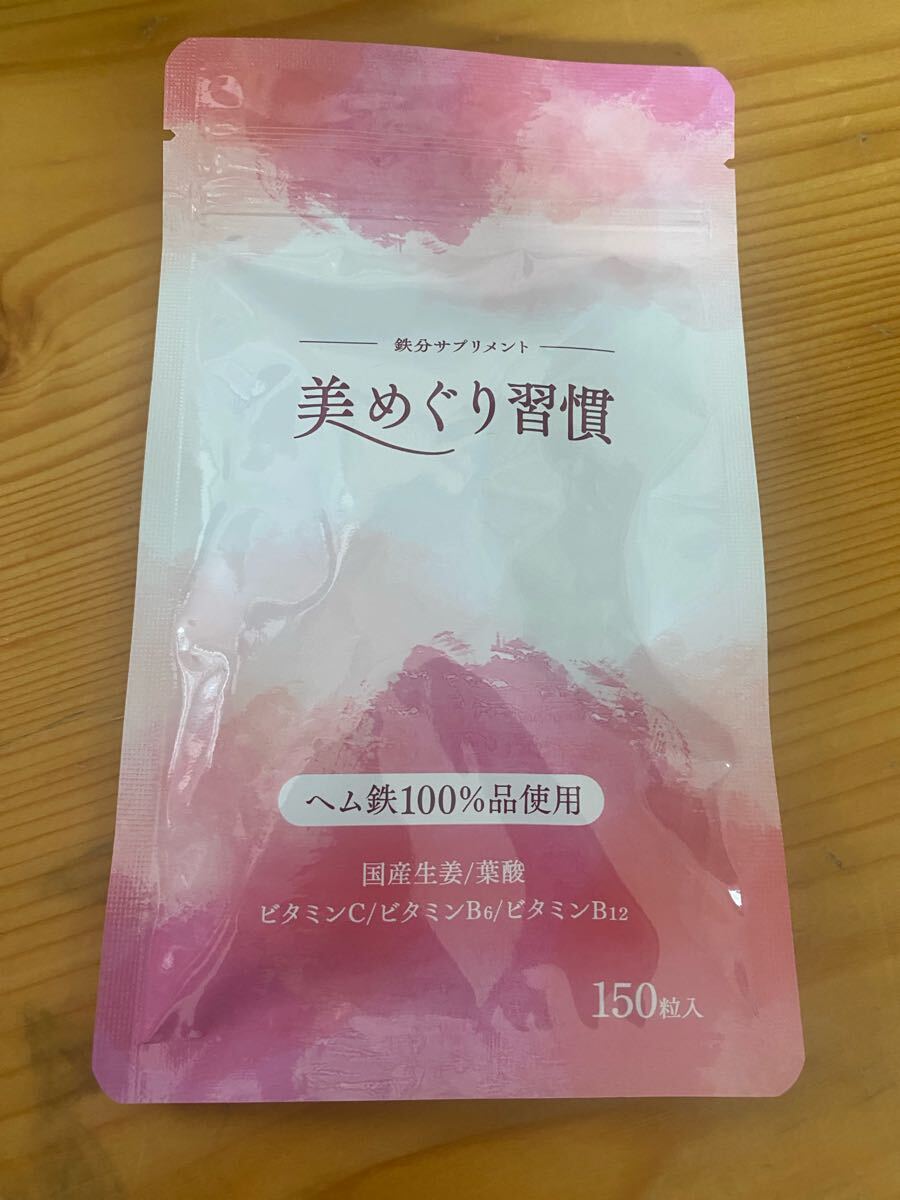 鉄分サプリメント
美めぐり習慣
ヘム鉄100%品使用
国産生姜/葉酸
ビタミンC/ビタミンB6/ビタミンB12
150粒入